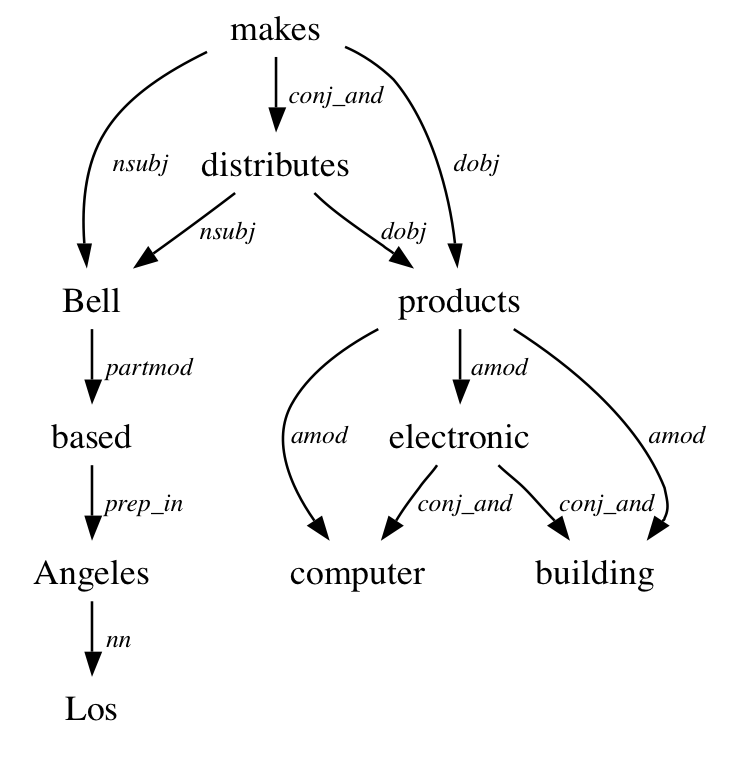 makes
conj_and
nsubj distributes dobj
nsubj dobj
Bell products
partmod amod
based amod electronic amod
prep_in conj_and conj_and
Angeles computer building
nn
Los